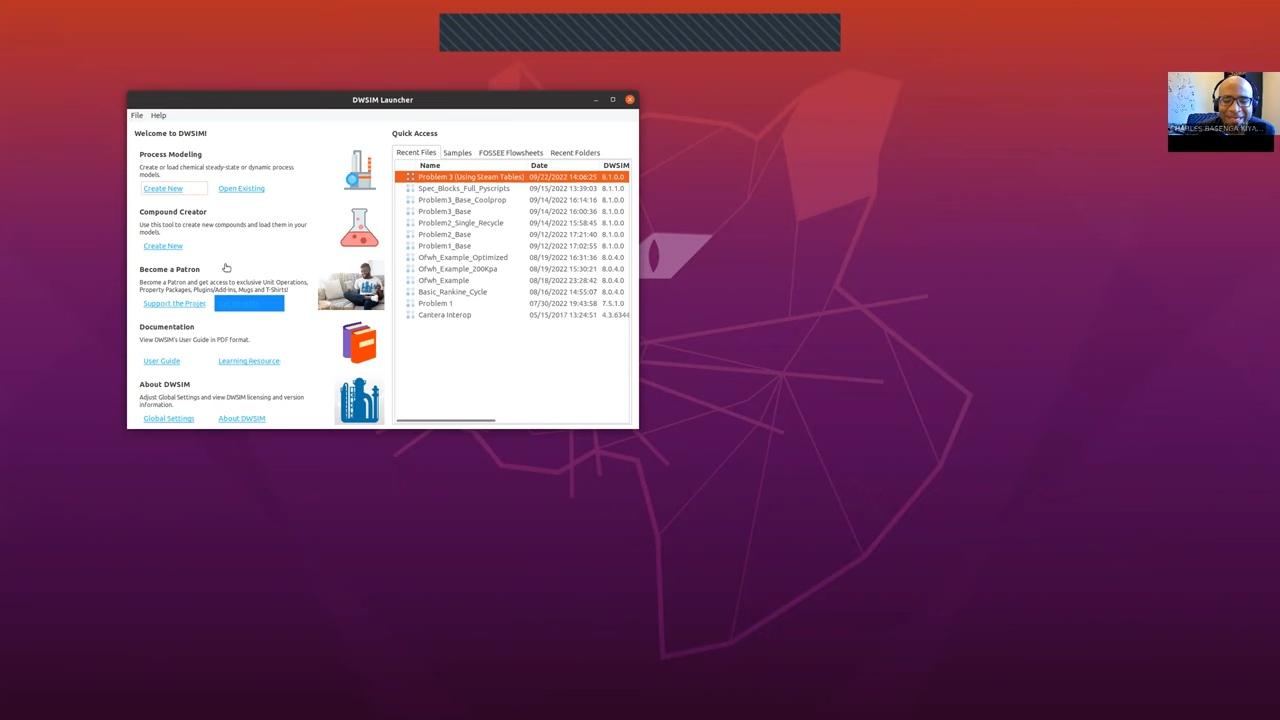 DWSIM Launcher
File Help
Welcome to DWSIM!
Process Modeling
Create or load chemical steady-state or dynamic process
models.
Create New Open Existing
Compound Creator
Use this tool to create new compounds and load them in your
models.
Create New
Become a Patron
Become a Patron and get access to exclusive Unit Operations,
Property Packages, Plugins/Add-Ins, Mugs and T-Shirts!
Support the Projec
Documentation
View DWSIM's User Guide in PDF format.
User Guide Learning Resource
About DWSIM
Adjust Global Settings and view DWSIM licensing and version
information.
Global Settings About DWSIM
Quick Access
Recent Files Samples FOSSEE Flowsheets Recent Folders
Name Date DWSIM
Problem 3 (Using Steam Tables) 09/22/2022 14:06:25 6.1.0.0
Spec_Blocks_Full_Pyscripts 09/15/2022 13:39:03 8.1.1.0
Problem3_Base_Coolprop 09/14/2022 16:14:16 8.1.0.0
Problem3_Base 09/14/2022 16:00:36 8.1.0.0
Problem2_Single_Recycle 09/14/2022 15:58:45 8.1.0.0
Problem2_Base 09/12/2022 17:21:40 8.1.0.0
Problem1_Base 09/12/2022 17:02:55 8.1.0.0
Ofwh_Example_Optimized 08/19/2022 16:31:36 8.0.4.0
Ofwh_Example_200Kpa 08/19/2022 15:30:21 8.0.4.0
Ofwh_Example 08/18/2022 23:28:42 8.0.4.0
Basic_Rankine_Cycle 08/16/2022 14:55:07 8.0.4.0
Problem 1 07/30/2022 19:43:58 7.5.1.0
Cantera Interop 05/15/2017 13:24:51 4.3.6344
CHARLES BASENGA KIYA,...